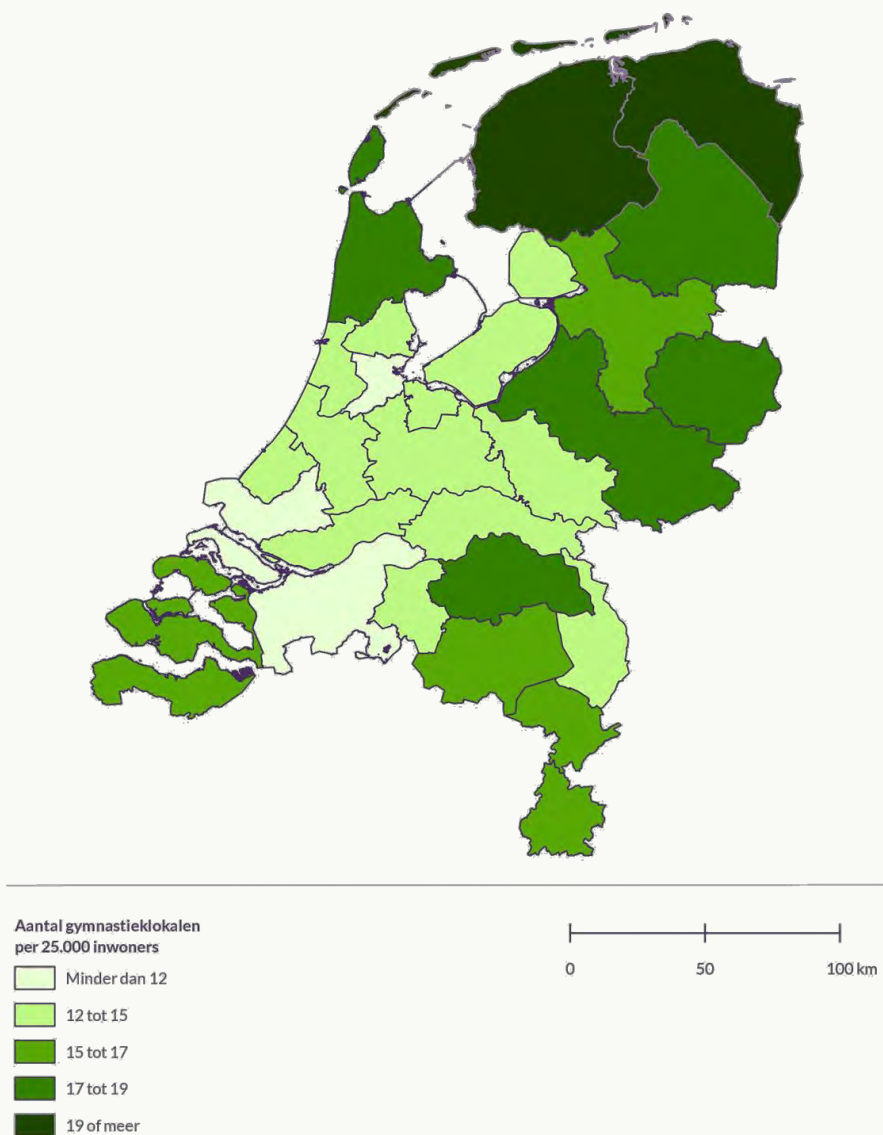 Aantal gymnastieklokalen
per 25.000 inwoners
Minder dan 12
12 tot 15
15 tot 17
17 tot 19
19 of meer
0 50 100 km